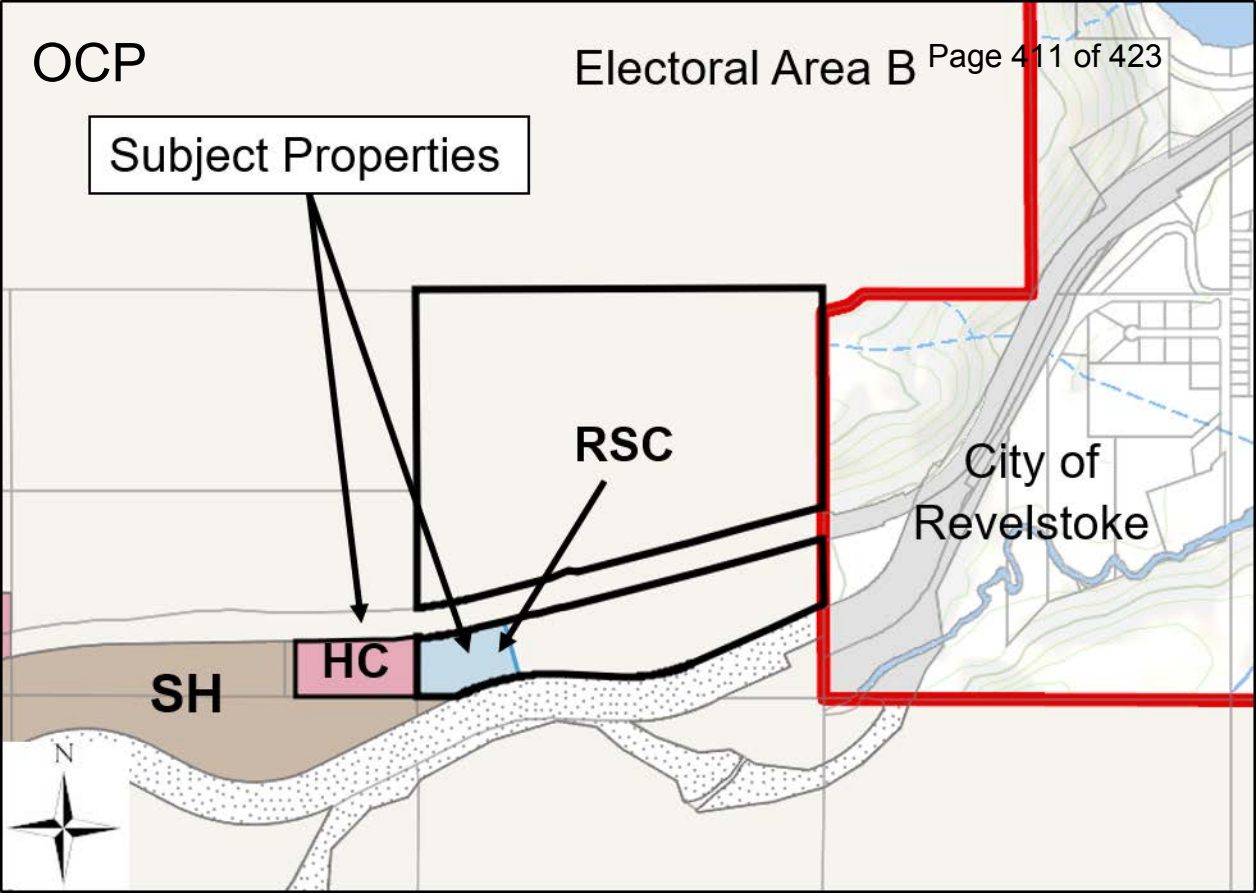 OCP
Electoral Area B
Page 411 of 423
Subject Properties
RSC
City of
Revelstoke
HC
SH
N